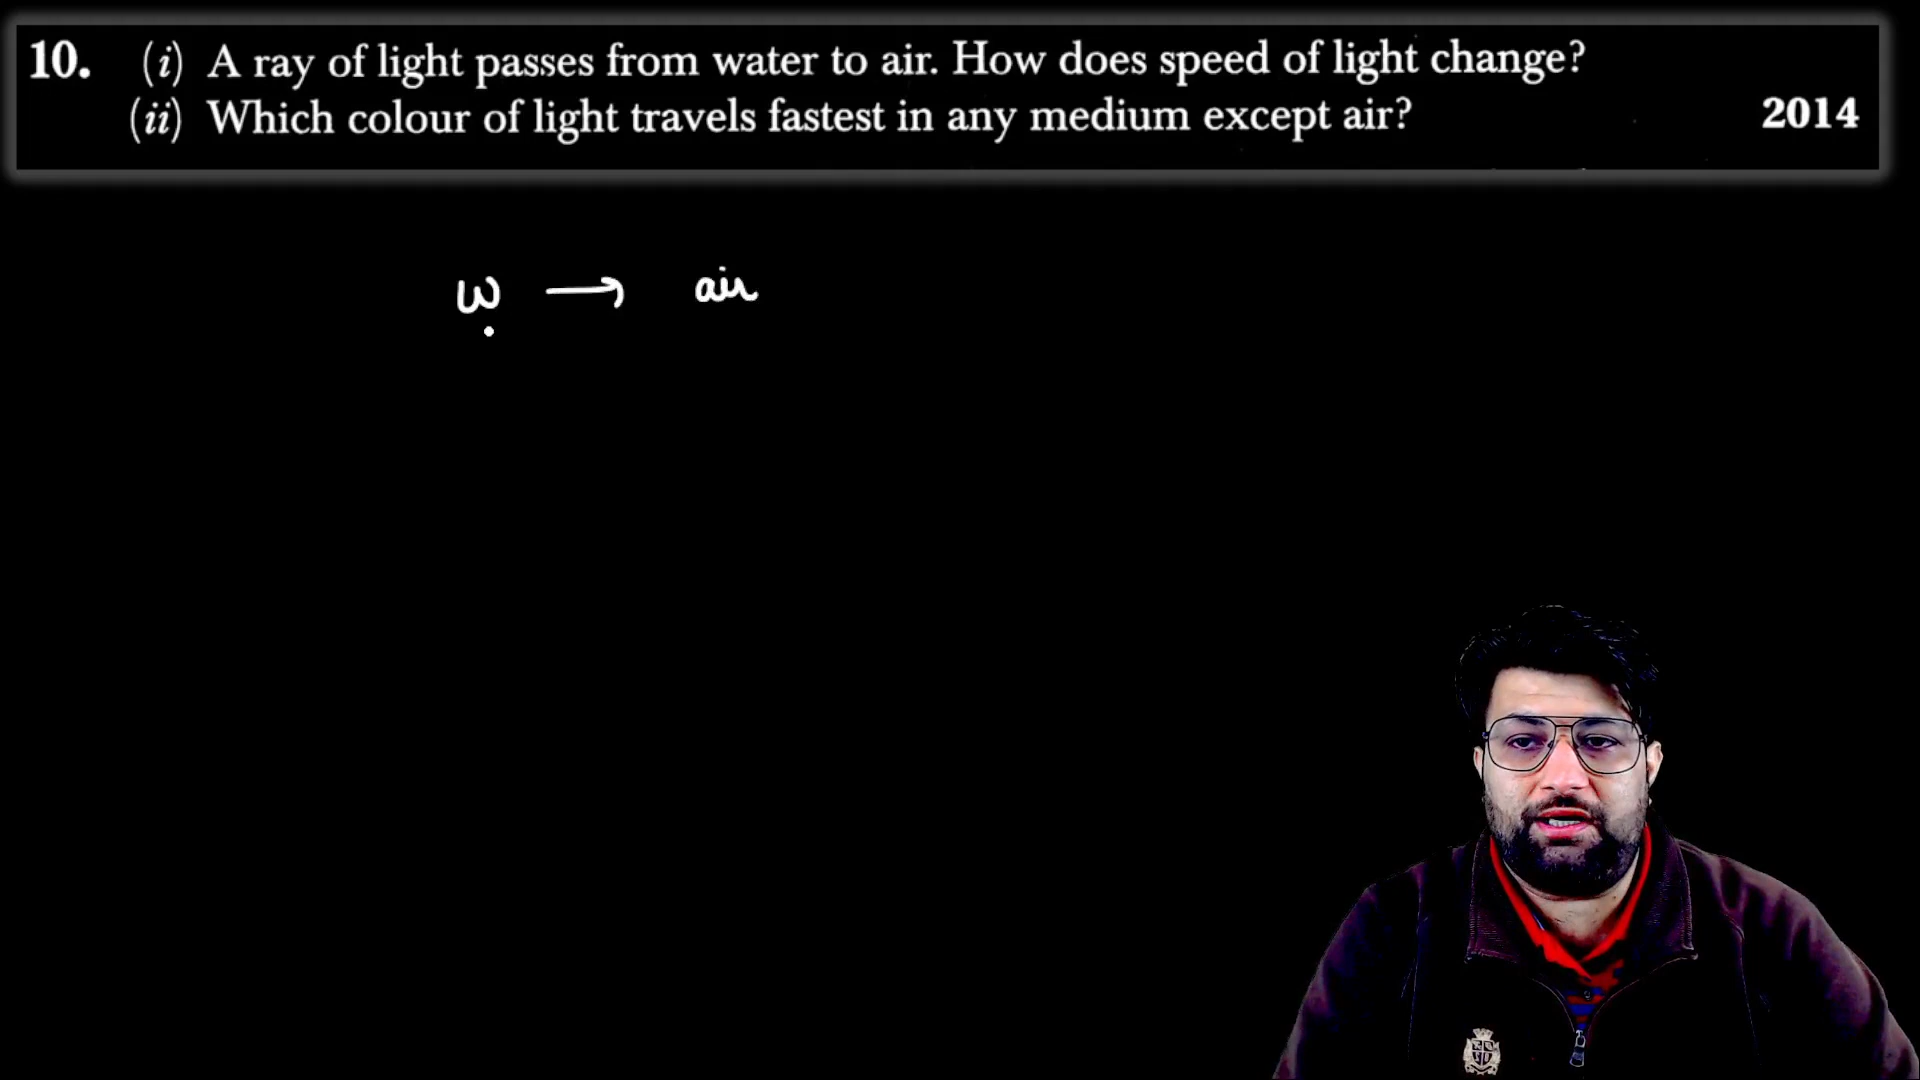 10. (i) A ray of light passes from water to air. How does speed of light change?
(ii) Which colour of light travels fastest in any medium except air? 2014
w → air